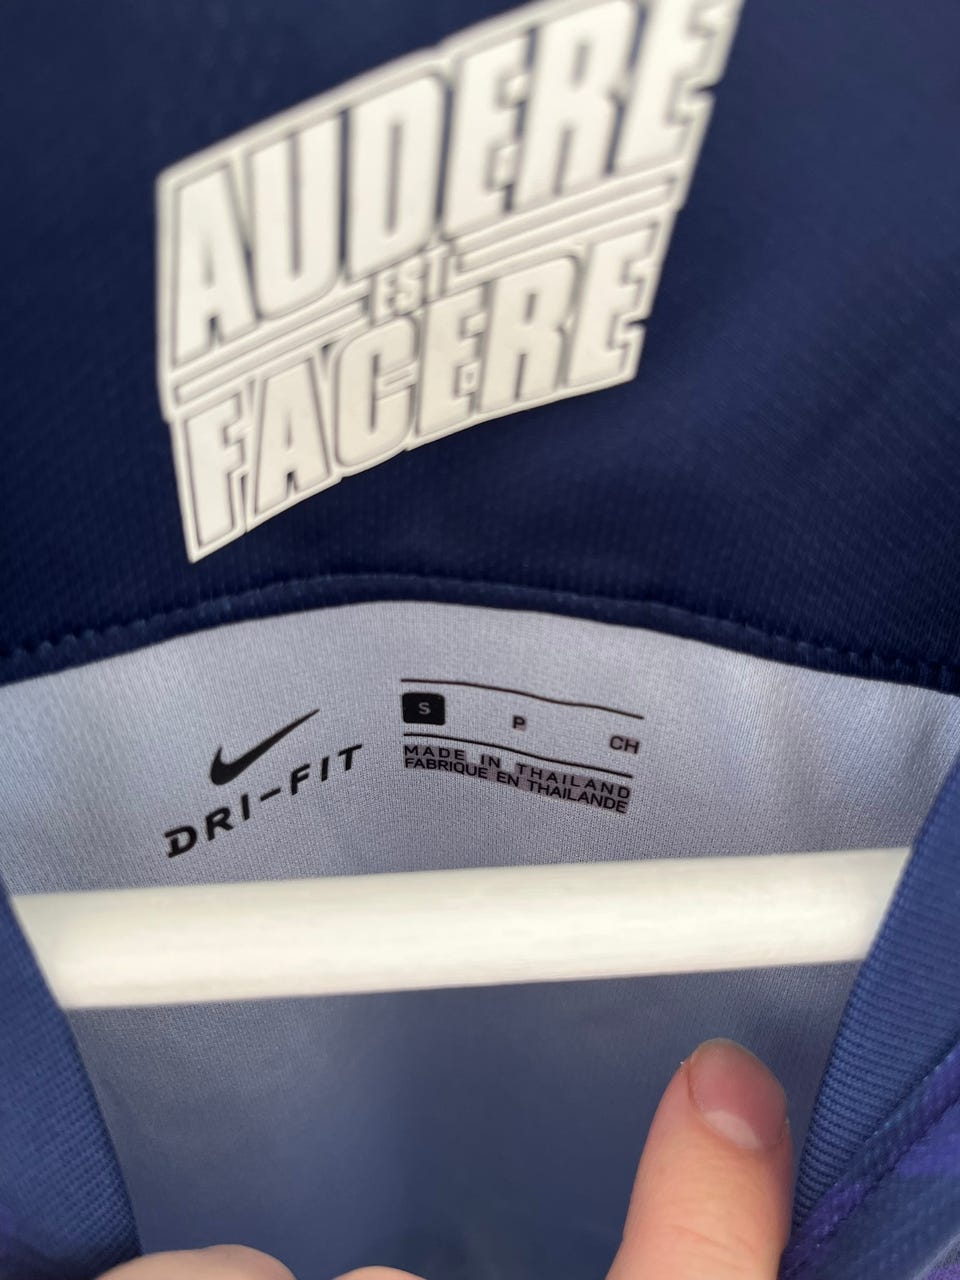 AUDERE
EST
FACERE
S P CH
MADE IN THAILAND
FABRIQUE EN THAILANDE
DRI-FIT